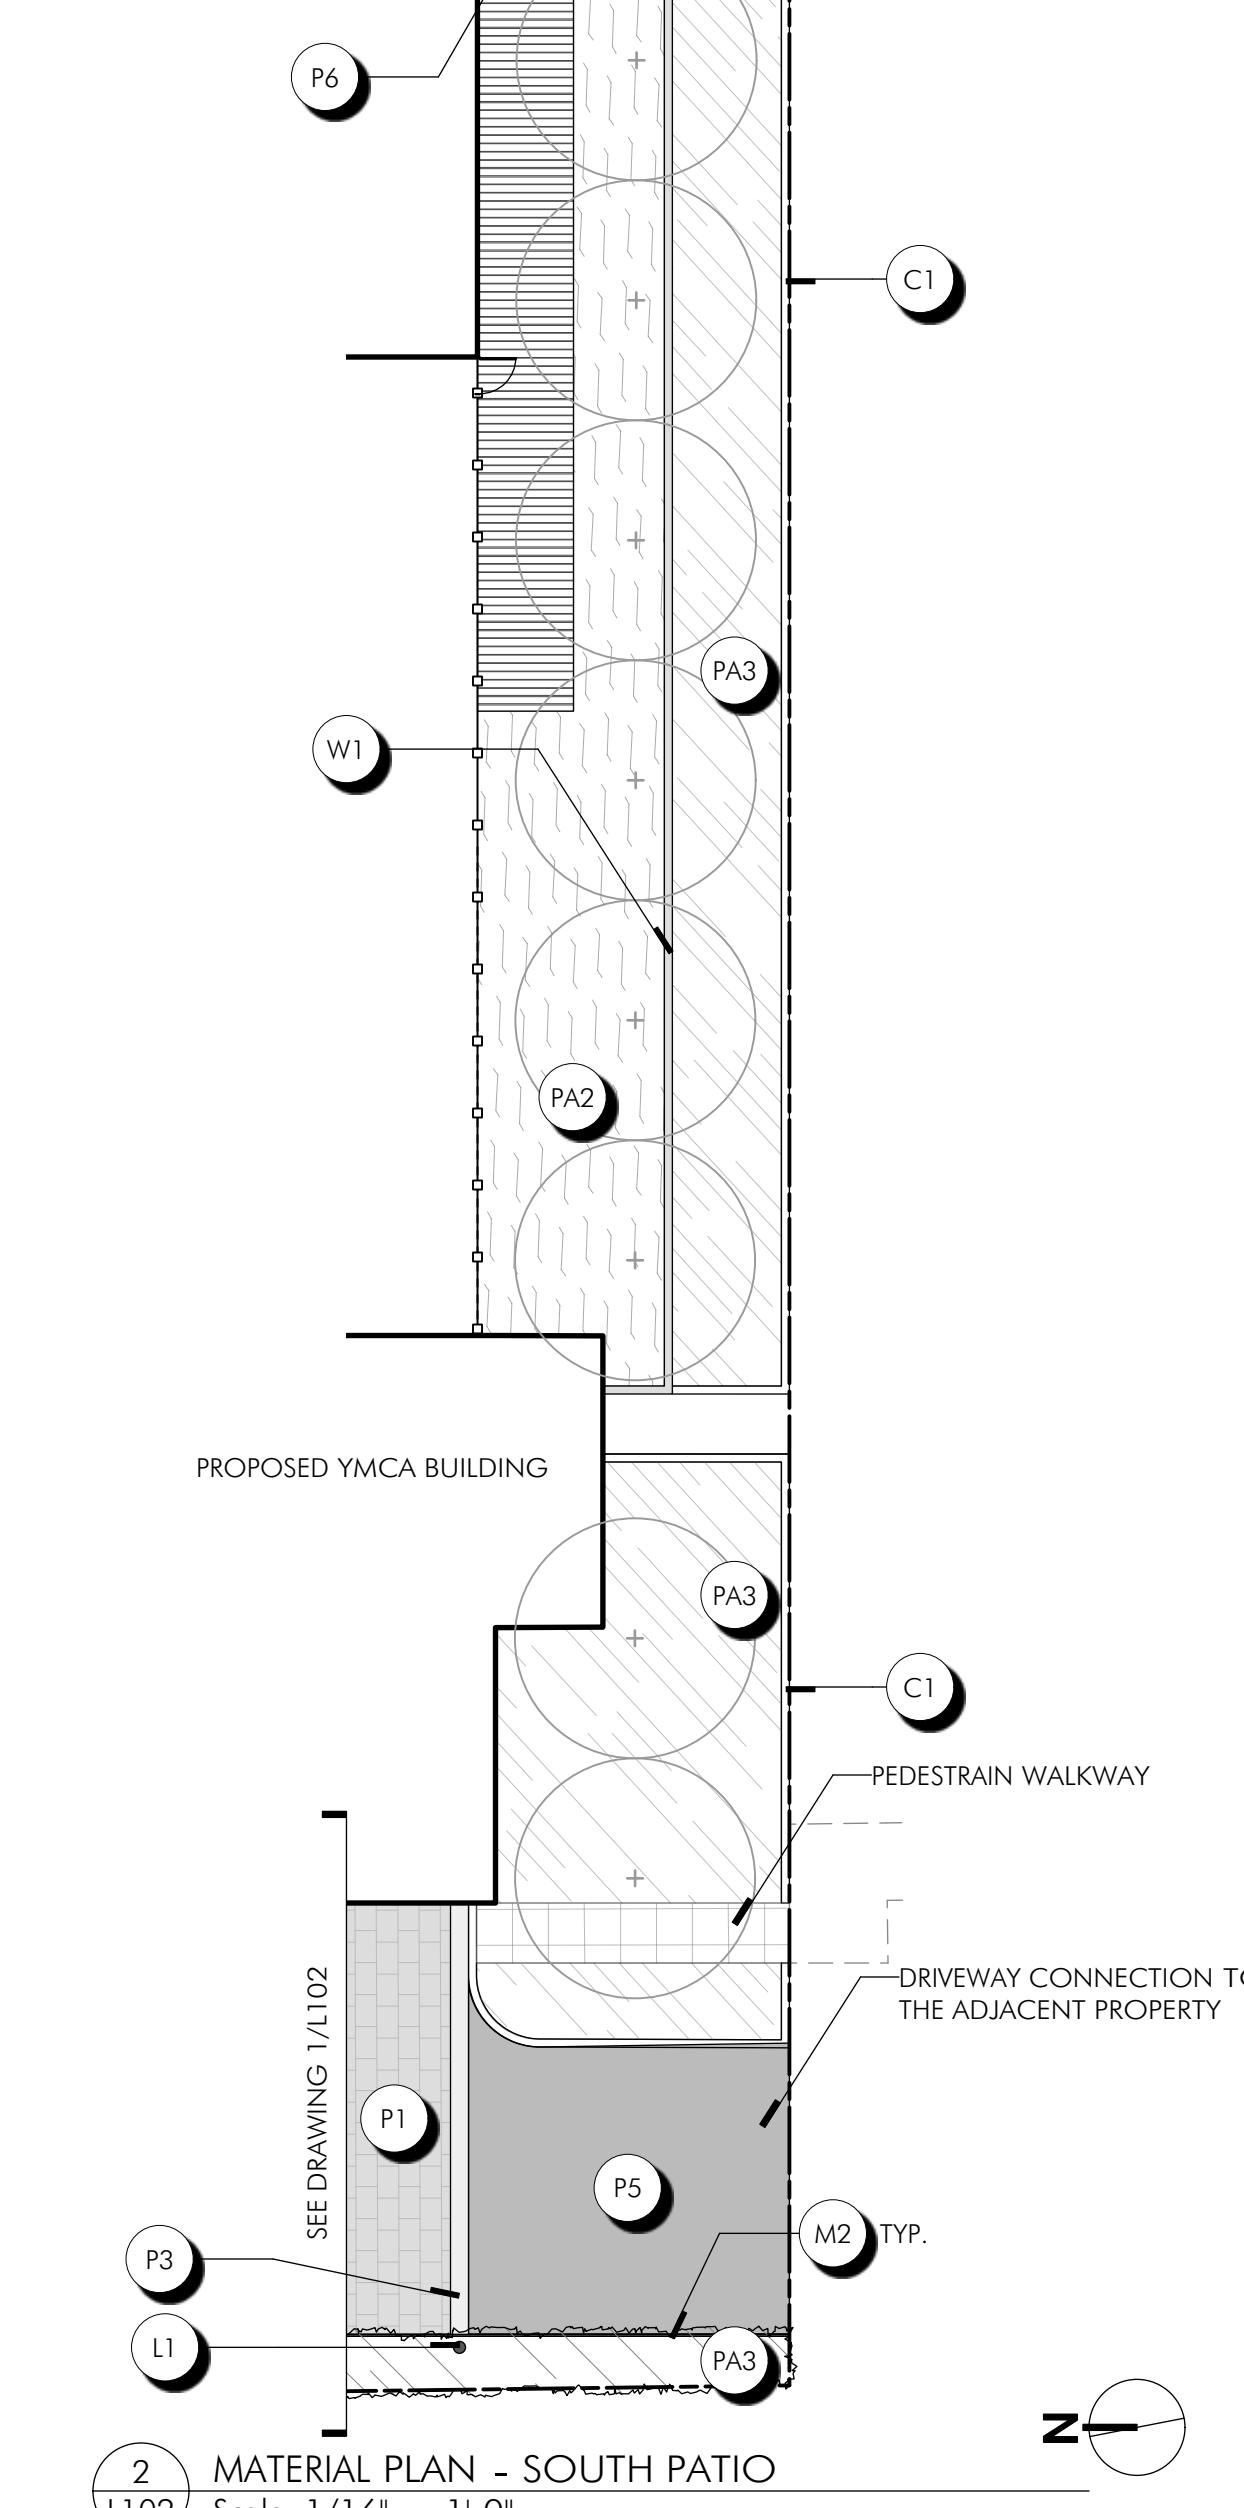 P6
C1
PA3
W1
PA2
PROPOSED YMCA BUILDING
PA3
C1
PEDESTRAIN WALKWAY
DRIVEWAY CONNECTION
THE ADJACENT PROPERTY
SEE DRAWING 1/L102
P1
P5
M2 TYP.
P3
L1
PA3
N
2
MATERIAL PLAN - SOUTH PATIO